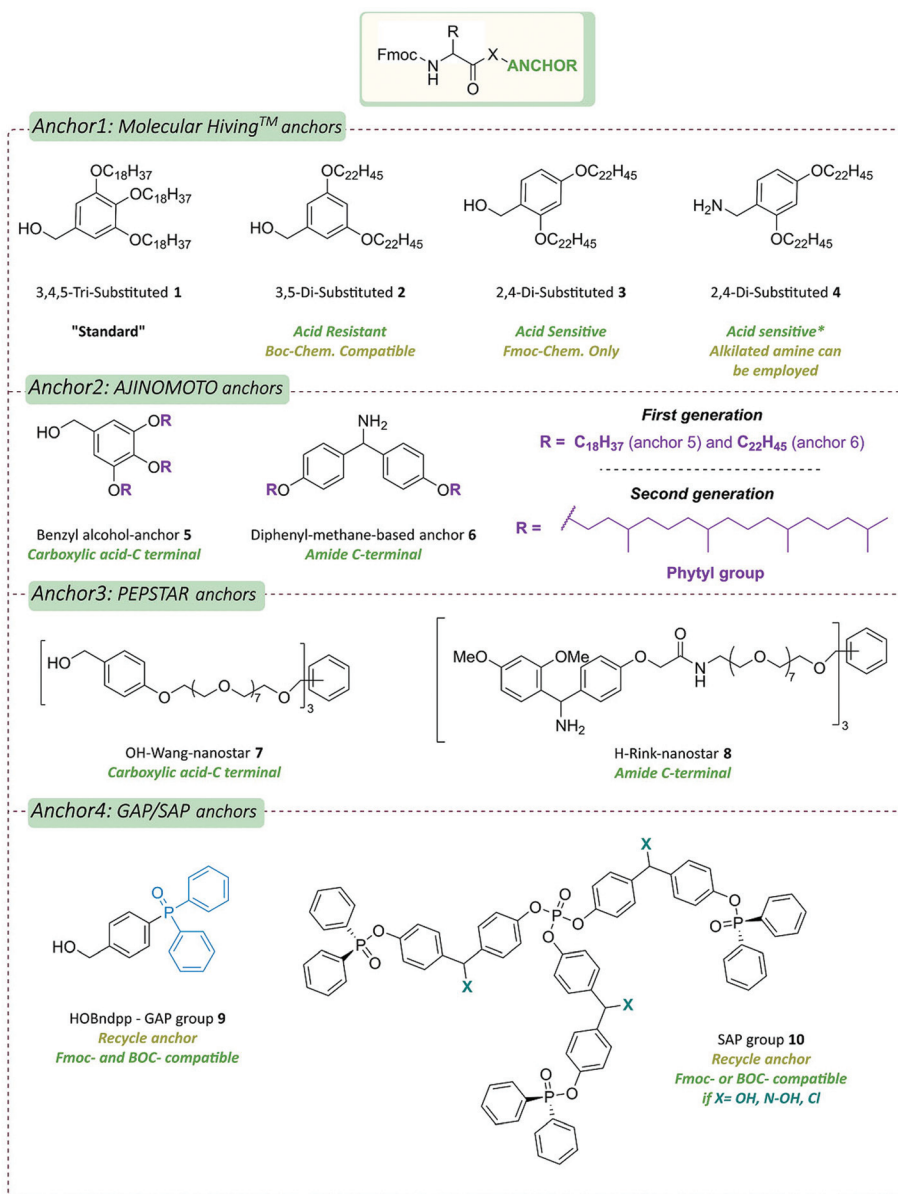 R
Fmoc
X
N
H
ANCHOR
O
Anchor1: Molecular Hiving™ anchors
OC₁₈H₃₇
OC₁₈H₃₇
HO
OC₁₈H₃₇
3,4,5-Tri-Substituted 1
"Standard"
OC₂₂H₄₅
HO
OC₂₂H₄₅
3,5-Di-Substituted 2
Acid Resistant
Boc-Chem. Compatible
OC₂₂H₄₅
HO
OC₂₂H₄₅
2,4-Di-Substituted 3
Acid Sensitive
Fmoc-Chem. Only
OC₂₂H₄₅
H₂N
OC₂₂H₄₅
2,4-Di-Substituted 4
Acid sensitive*
Alkilated amine can
be employed
Anchor2: AJINOMOTO anchors
HO
OR
OR
OR
Benzyl alcohol-anchor 5
Carboxylic acid-C terminal
NH₂
RO
OR
Diphenyl-methane-based anchor 6
Amide C-terminal
First generation
R = C₁₈H₃₇ (anchor 5) and C₂₂H₄₅ (anchor 6)
Second generation
R =
Phytyl group
Anchor3: PEPSTAR anchors
HO
O
O
7
O
3
OH-Wang-nanostar 7
Carboxylic acid-C terminal
MeO
OMe
O
O
N
H
O
7
O
NH₂
3
H-Rink-nanostar 8
Amide C-terminal
Anchor4: GAP/SAP anchors
O
P
HO
HOBndpp - GAP group 9
Recycle anchor
Fmoc- and BOC- compatible
X
O
O
P
O
O
O
P
O
O
P
O
O
X
X
O
P
O
SAP group 10
Recycle anchor
Fmoc- or BOC- compatible
if X= OH, N-OH, Cl